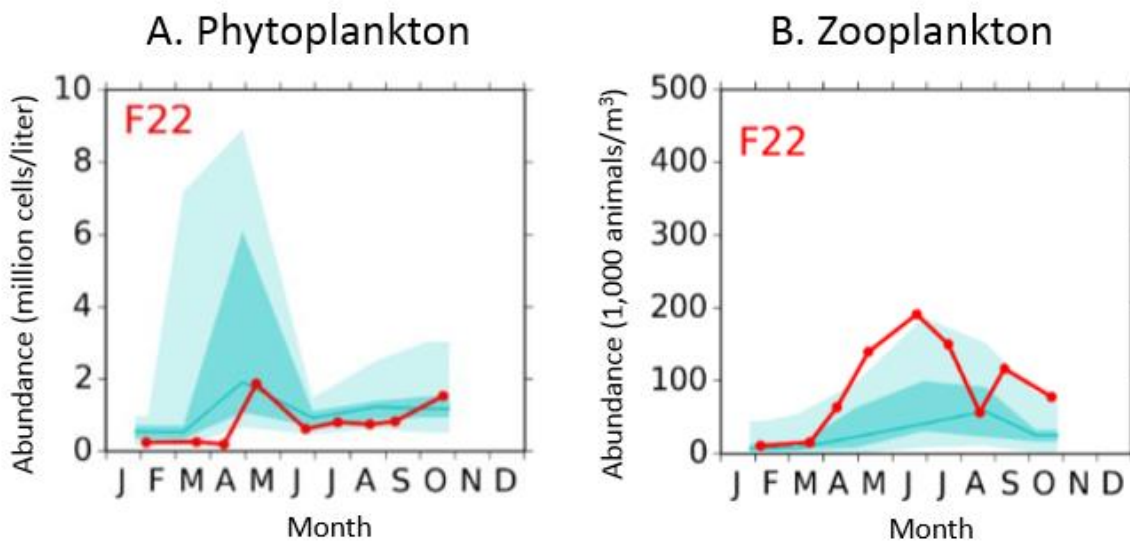 A. Phytoplankton
Abundance (million cells/liter)
10
8
6
4
2
0
F22
J F M A M J J A S O N D
Month
B. Zooplankton
Abundance (1,000 animals/m³)
500
400
300
200
100
0
F22
J F M A M J J A S O N D
Month